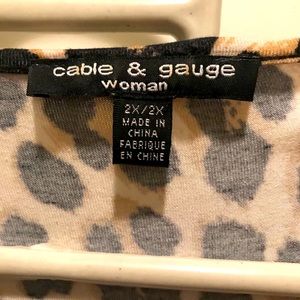 cable & gauge
woman
2X/2X
MADE IN
CHINA
FABRIQUE
EN CHINE